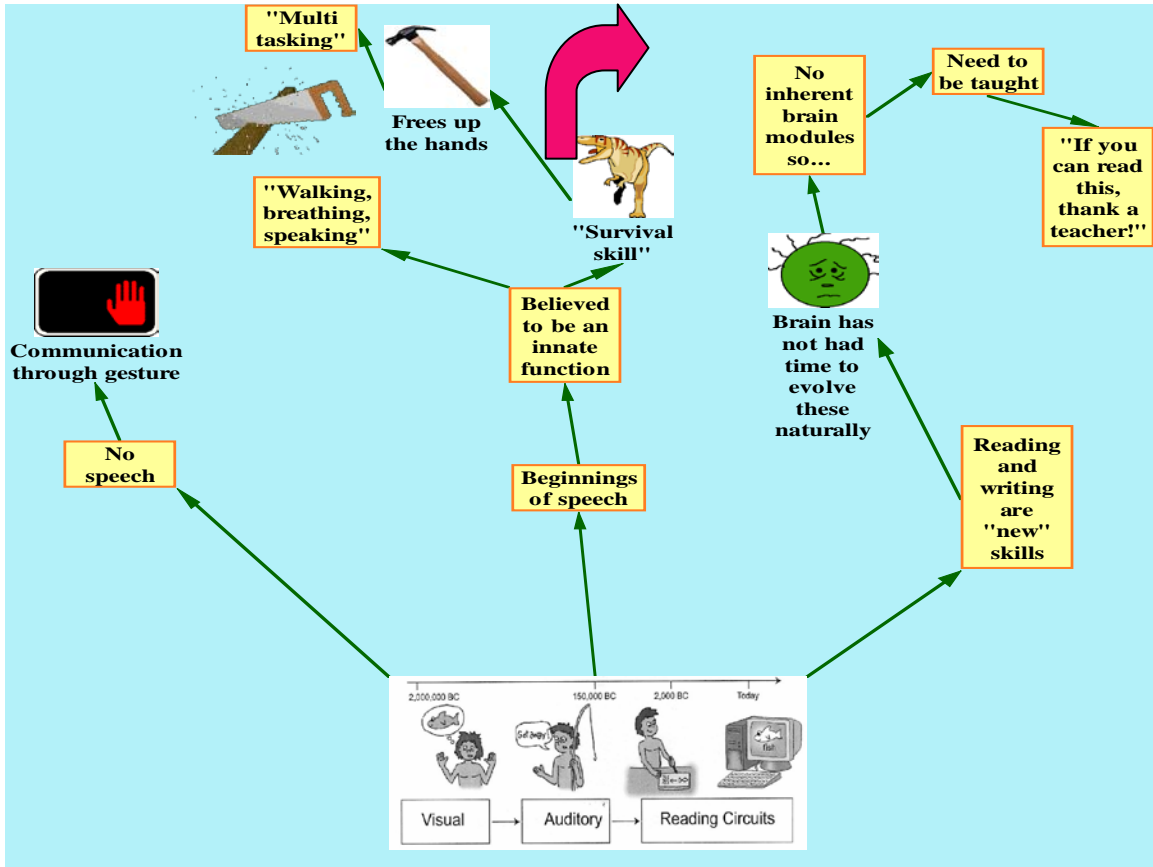 "Multi
tasking"
Frees up
the hands
"Walking,
breathing,
speaking"
"Survival
skill"
No
inherent
brain
modules
so...
Need to
be taught
"If you
can read
this,
thank a
teacher!"
Communication
through gesture
Believed
to be an
innate
function
Brain has
not had
time to
evolve
these
naturally
No
speech
Beginnings
of speech
Reading
and
writing
are
"new"
skills
2,000,000 BC
150,000 BC
2,000 BC
Today
fish
Visual
Auditory
Reading Circuits